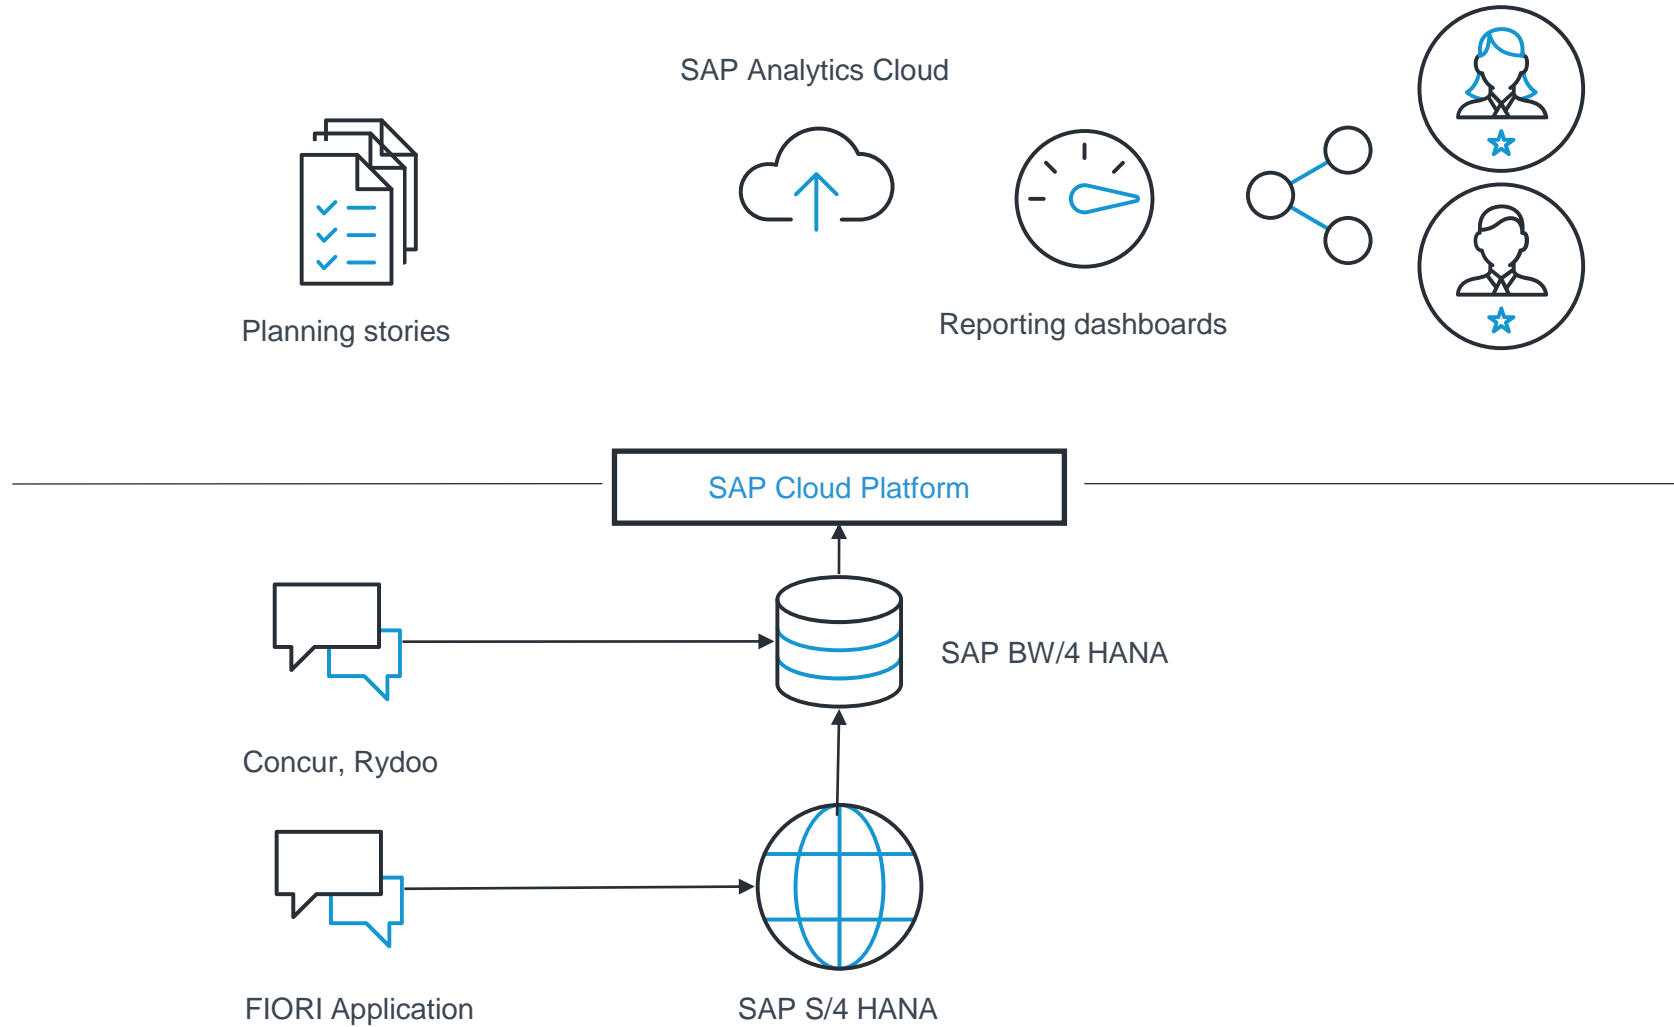 SAP Analytics Cloud
Planning stories
Reporting dashboards
SAP Cloud Platform
SAP BW/4 HANA
Concur, Rydoo
FIORI Application
SAP S/4 HANA